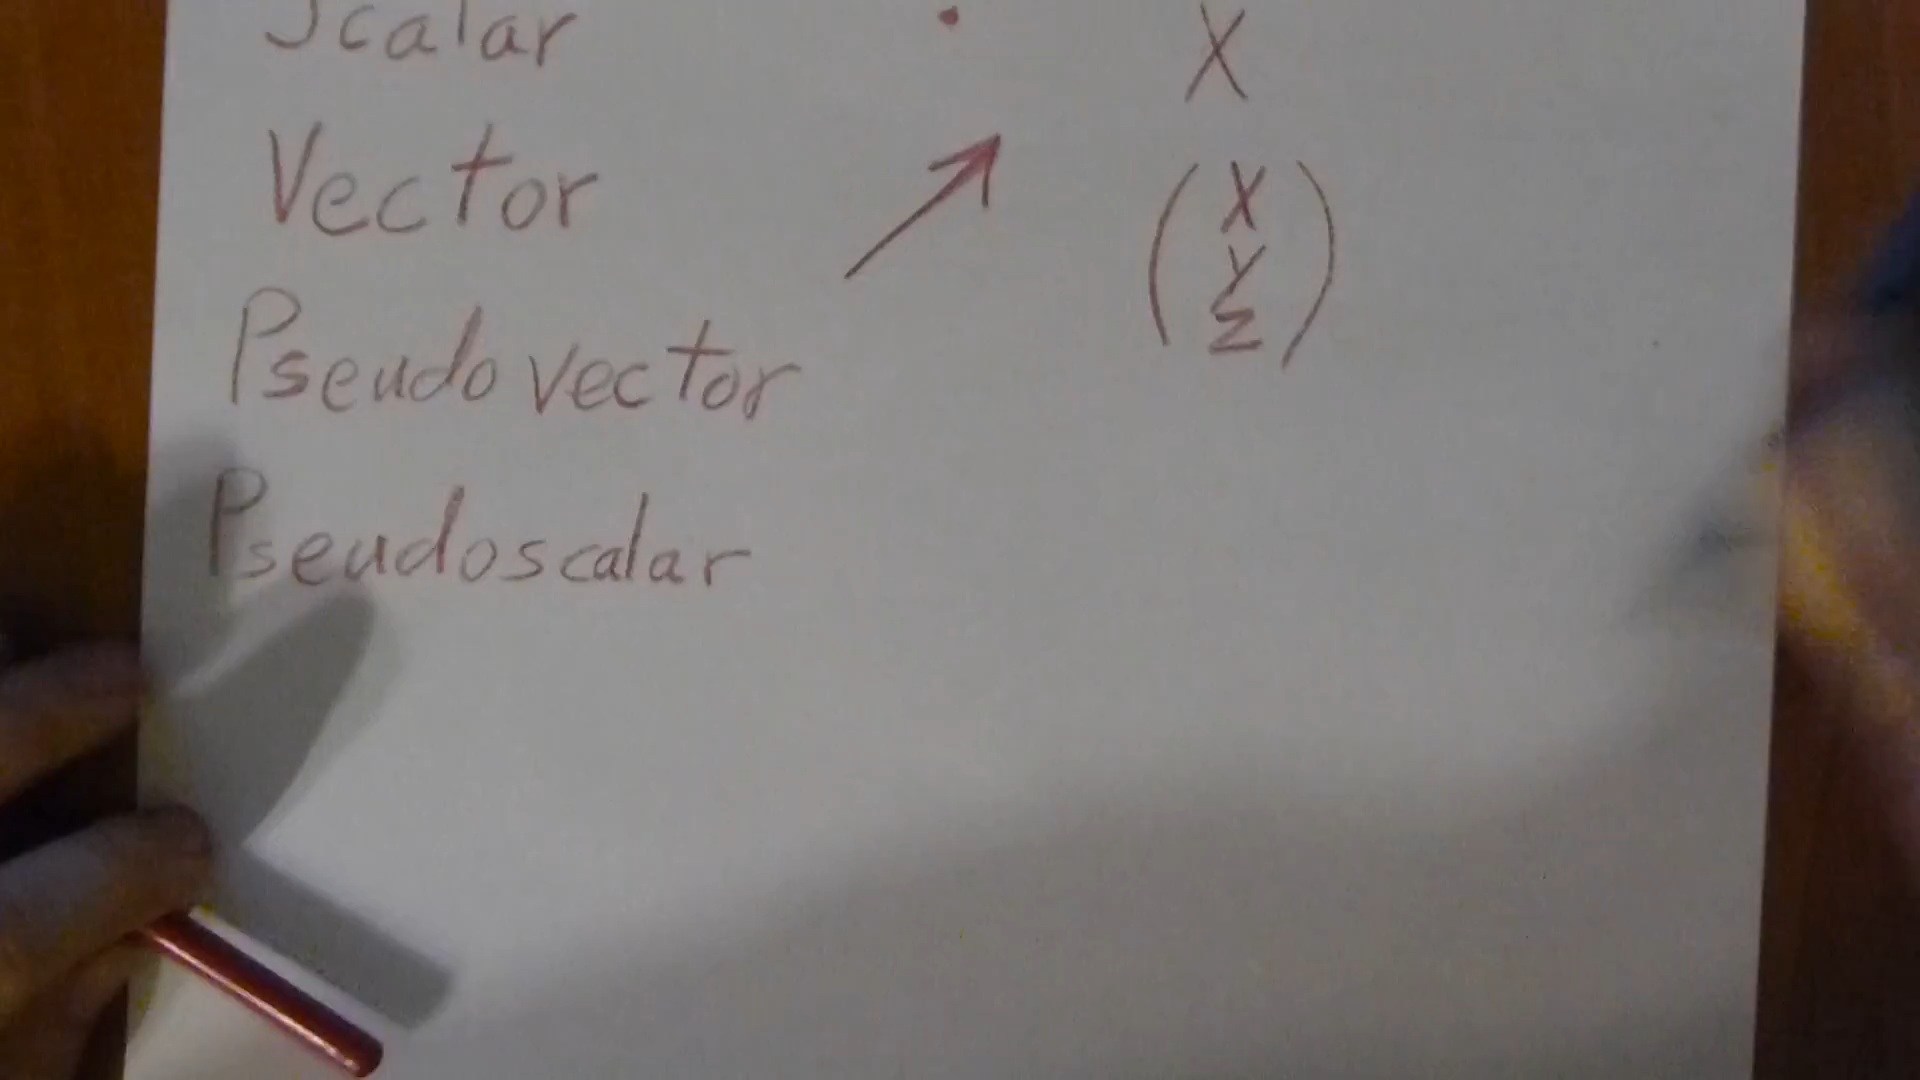 Scalar X
Vector (X Y Z)
Pseudovector
Pseudoscalar